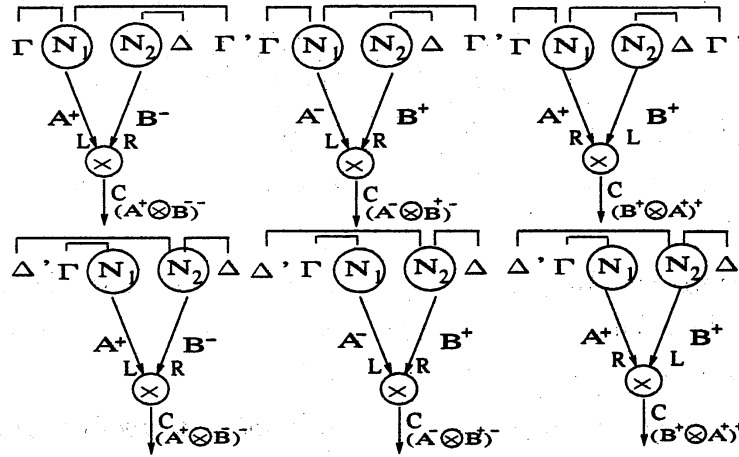 Γ N₁ N₂ Δ Γ' Γ N₁ N₂ Δ Γ' Γ N₁ N₂ Δ Γ'
A⁺ B⁻ A⁻ B⁺ A⁺ B⁺
L R L R R L
⊗ ⊗ ⊗
C C C
(A⁺⊗B⁻)⁻ (A⁻⊗B⁺)⁻ (B⁺⊗A⁺)⁺
Δ' Γ N₁ N₂ Δ Δ' Γ N₁ N₂ Δ Δ' Γ N₁ N₂ Δ
A⁺ B⁻ A⁻ B⁺ A⁺ B⁺
L R L R R L
⊗ ⊗ ⊗
C C C
(A⁺⊗B⁻)⁻ (A⁻⊗B⁺)⁻ (B⁺⊗A⁺)⁺